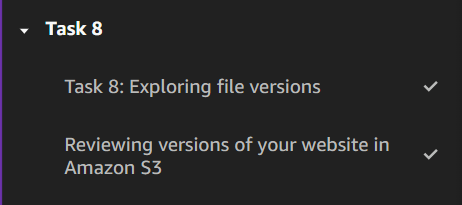 Task 8
Task 8: Exploring file versions
Reviewing versions of your website in
Amazon S3